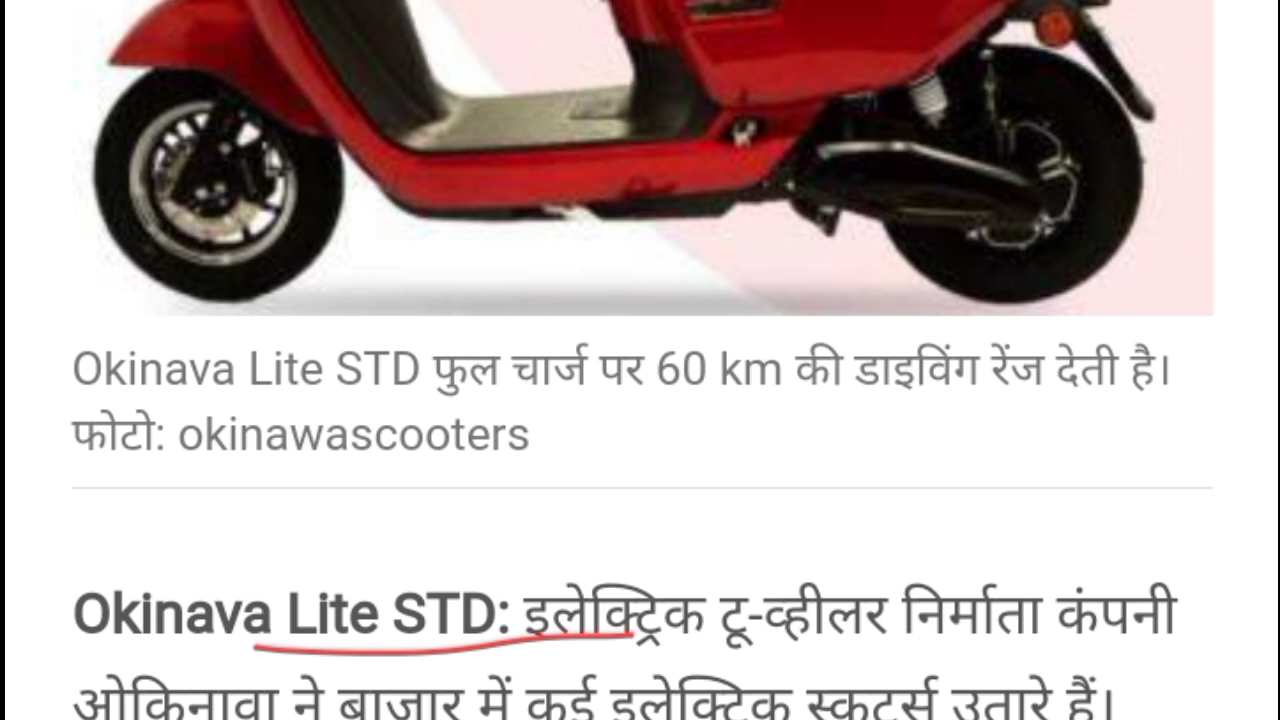 Okinava Lite STD फुल चार्ज पर 60 km की डाइविंग रेंज देती है।
फोटो: okinawascooters
Okinava Lite STD: इलेक्ट्रिक टू-व्हीलर निर्माता कंपनी
ओकिनावा ने बाजार में कई इलेक्ट्रिक स्कूटर्स उतारे हैं।